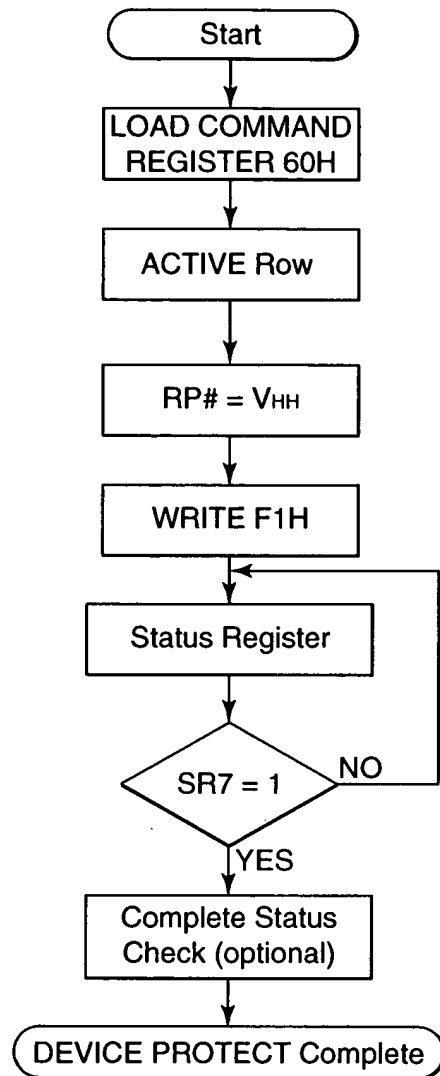 Start
LOAD COMMAND
REGISTER 60H
ACTIVE Row
RP# = VHH
WRITE F1H
Status Register
SR7 = 1
NO
YES
Complete Status
Check (optional)
DEVICE PROTECT Complete